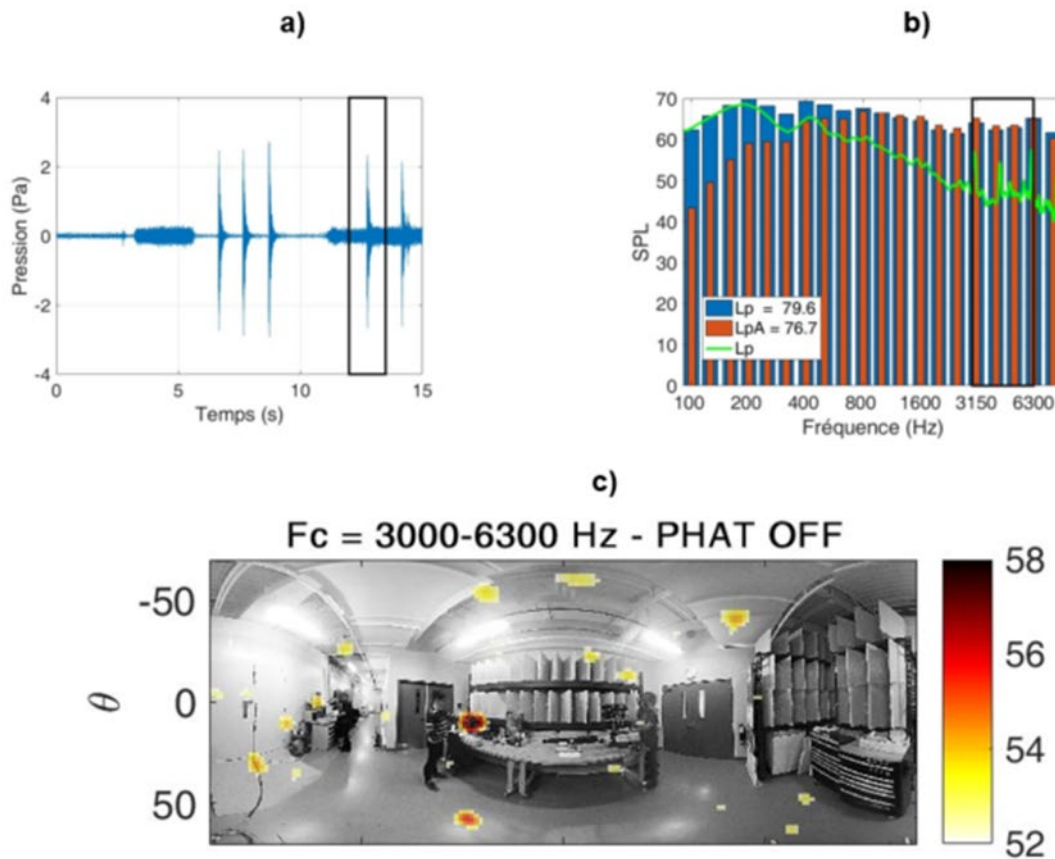 a)
4
2
0
-2
-4
Pression (Pa)
0 5 10 15
Temps (s)
b)
70
60
50
40
30
20
10
0
SPL
Lp = 79.6
LpA = 76.7
Lp
100 200 400 800 1600 3150 6300
Fréquence (Hz)
c)
Fc = 3000-6300 Hz - PHAT OFF
-50
0
50
θ
58
56
54
52